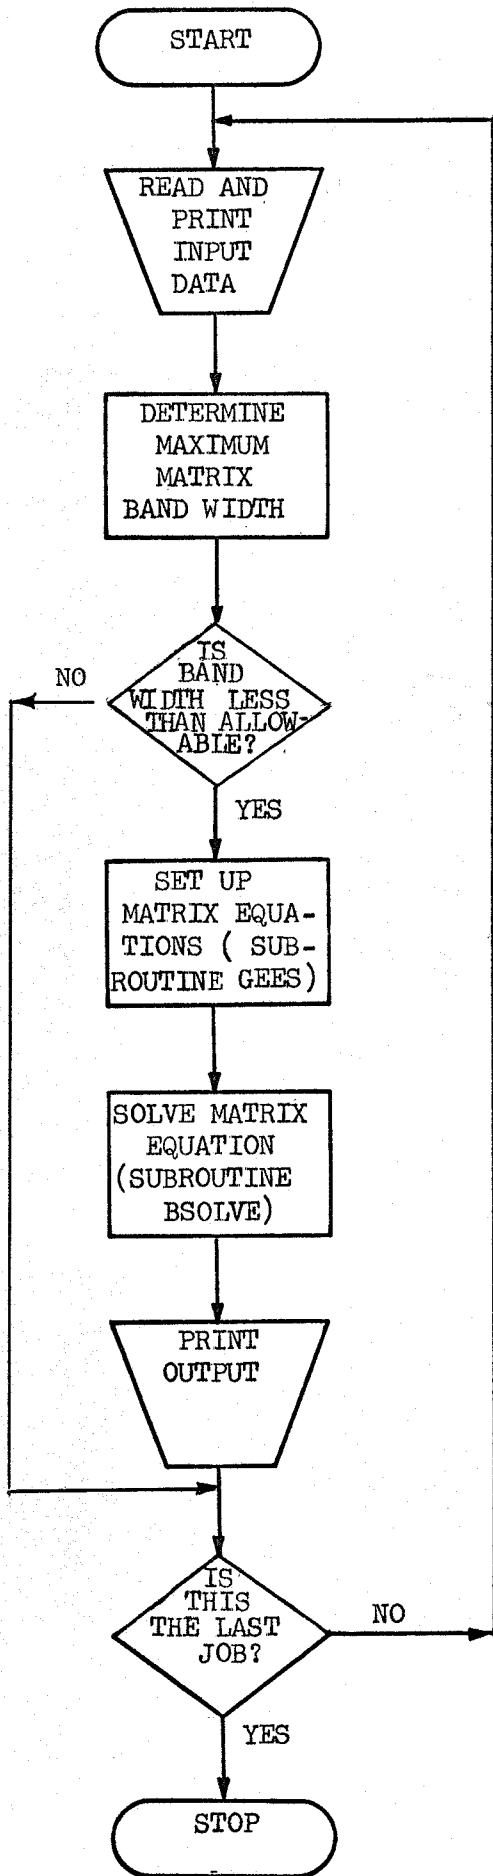 START
READ AND
PRINT
INPUT
DATA
DETERMINE
MAXIMUM
MATRIX
BAND WIDTH
IS
BAND
WIDTH LESS
THAN ALLOW-
ABLE?
NO
YES
SET UP
MATRIX EQUA-
TIONS ( SUB-
ROUTINE GEES)
SOLVE MATRIX
EQUATION
(SUBROUTINE
BSOLVE)
PRINT
OUTPUT
IS
THIS
THE LAST
JOB?
NO
YES
STOP